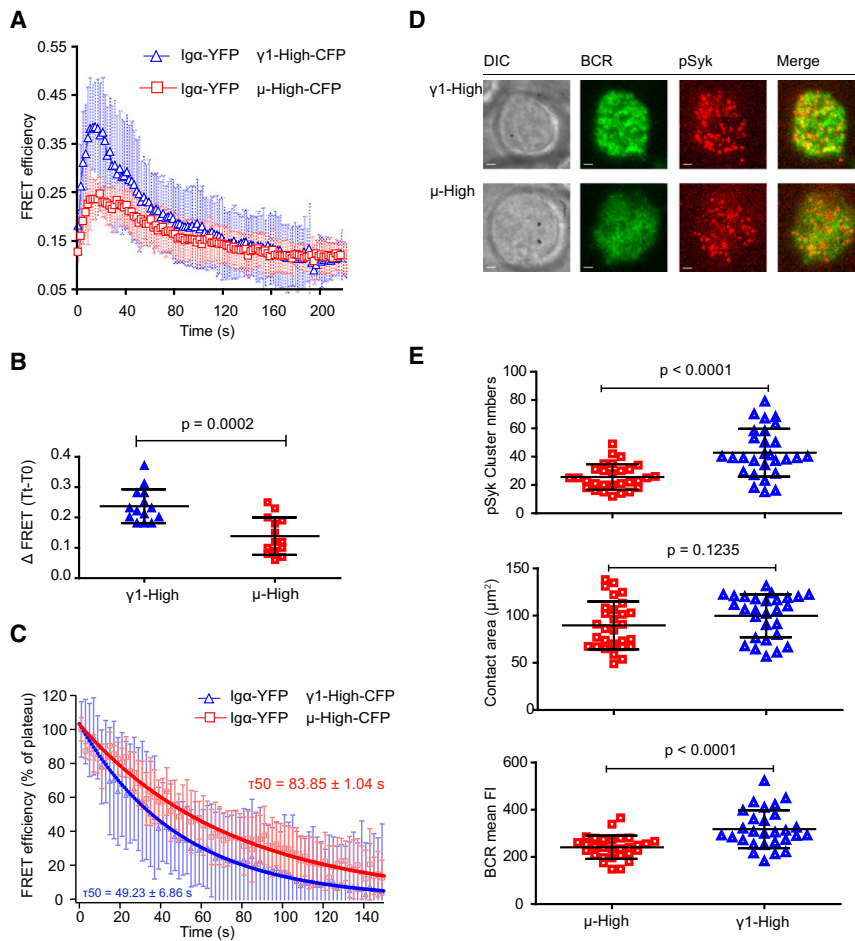 A
Igα-YFP γ1-High-CFP
Igα-YFP μ-High-CFP
FRET efficiency
0.55
0.45
0.35
0.25
0.15
0.05
0 40 80 120 160 200
Time (s)
B
p = 0.0002
Δ FRET (Tt-T0)
0.4
0.3
0.2
0.1
0.0
γ1-High μ-High
C
Igα-YFP γ1-High-CFP
Igα-YFP μ-High-CFP
FRET efficiency (% of plateau)
120
100
80
60
40
20
0
τ50 = 83.85 ± 1.04 s
τ50 = 49.23 ± 6.86 s
0 20 40 60 80 100 120 140
Time (s)
D
DIC BCR pSyk Merge
γ1-High
μ-High
E
p < 0.0001
pSyk Cluster nmbers
100
80
60
40
20
0
p = 0.1235
Contact area (μm²)
150
100
50
0
p < 0.0001
BCR mean FI
600
400
200
0
μ-High γ1-High